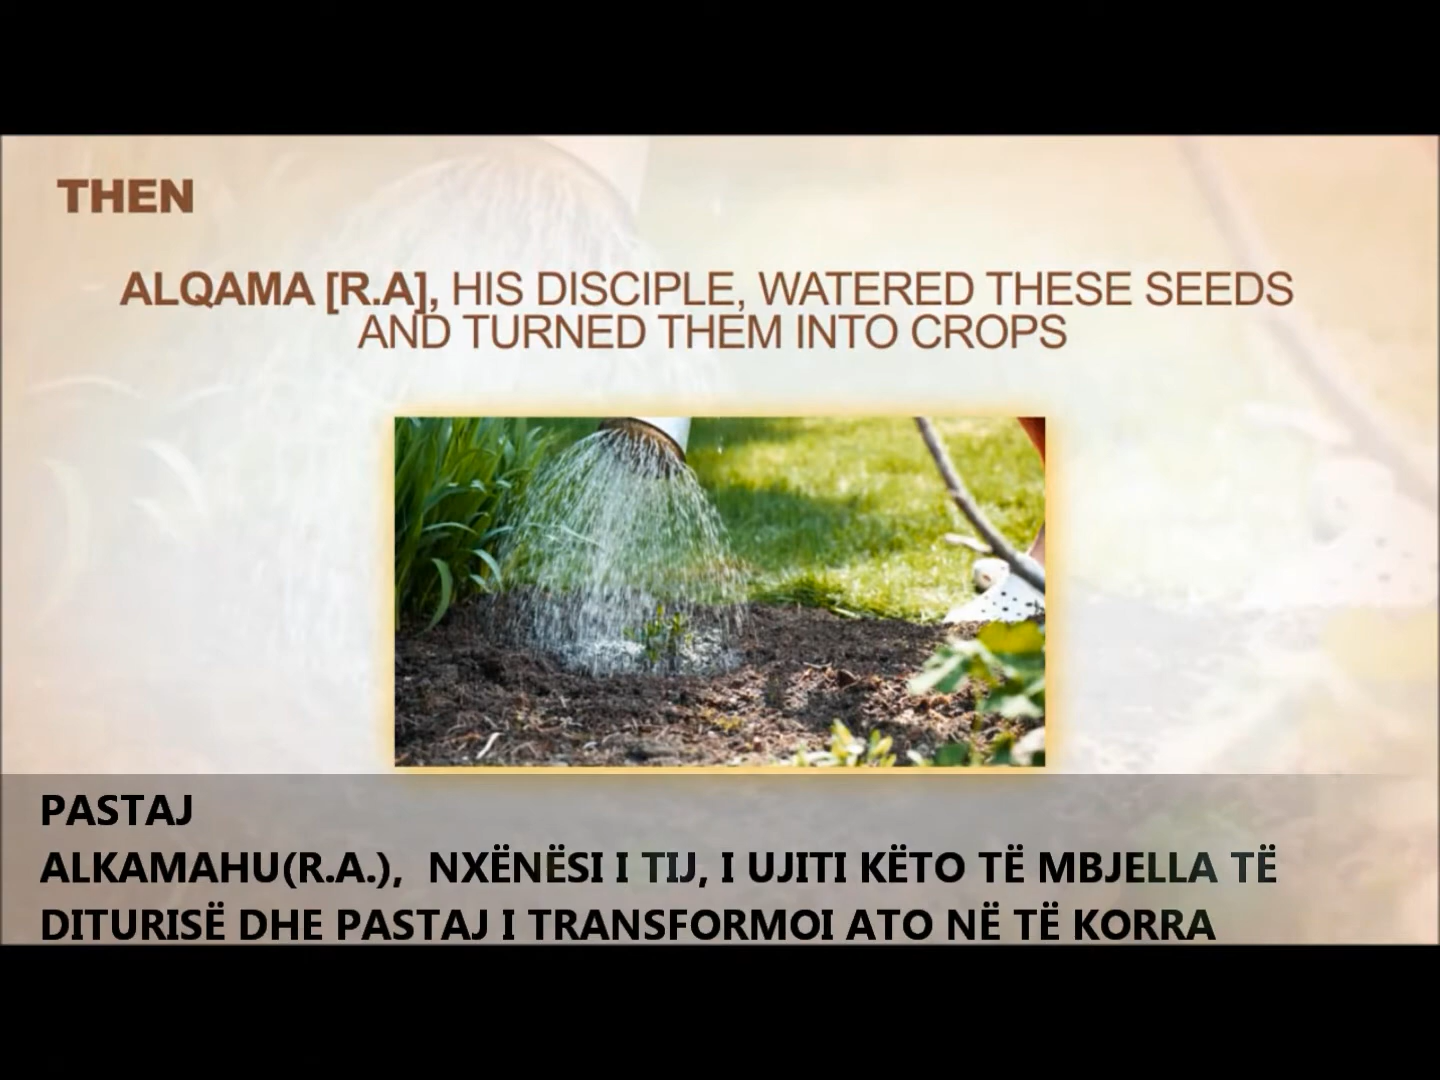 THEN
ALQAMA [R.A], HIS DISCIPLE, WATERED THESE SEEDS
AND TURNED THEM INTO CROPS
PASTAJ
ALKAMAHU(R.A.), NXËNËSI I TIJ, I UJITI KËTO TË MBJELLA TË
DITURISË DHE PASTAJ I TRANSFORMOI ATO NË TË KORRA